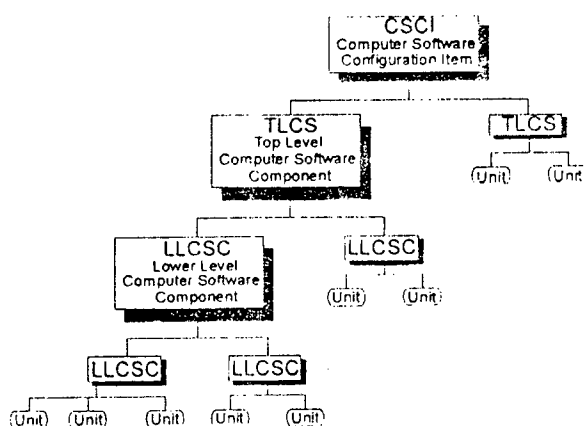 CSCI
Computer Software
Configuration Item
TLCS
Top Level
Computer Software
Component
TLCS
(Unit) (Unit)
LLCSC
Lower Level
Computer Software
Component
LLCSC
(Unit) (Unit)
LLCSC
LLCSC
(Unit) (Unit) (Unit) (Unit) (Unit)